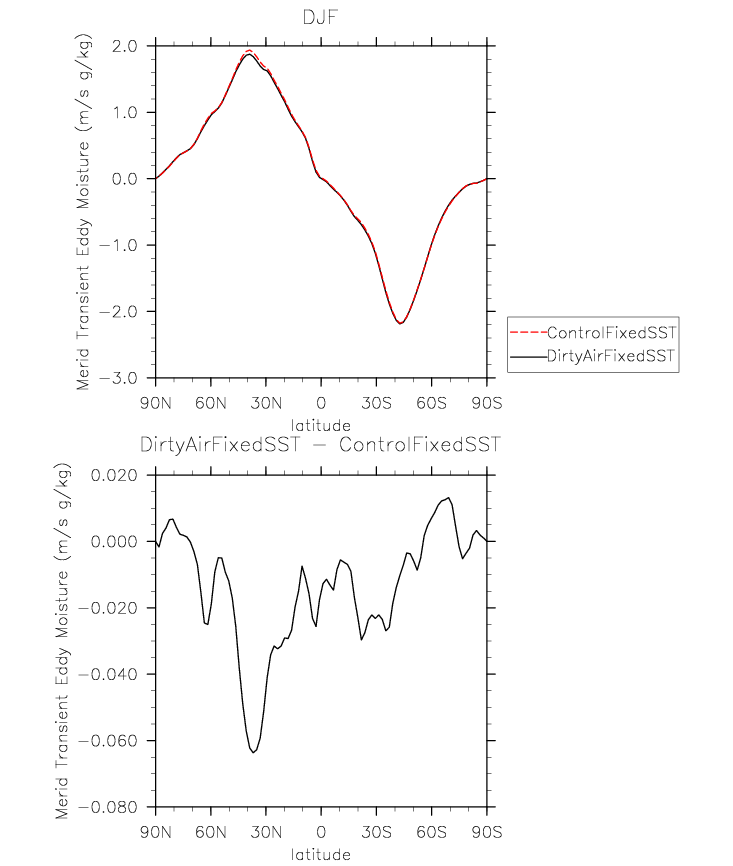 DJF
Merid Transient Eddy Moisture (m/s g/kg)
2.0
1.0
0.0
−1.0
−2.0
−3.0
90N 60N 30N 0 30S 60S 90S
latitude
ControlFixedSST
DirtyAirFixedSST
DirtyAirFixedSST − ControlFixedSST
Merid Transient Eddy Moisture (m/s g/kg)
0.020
0.000
−0.020
−0.040
−0.060
−0.080
90N 60N 30N 0 30S 60S 90S
latitude